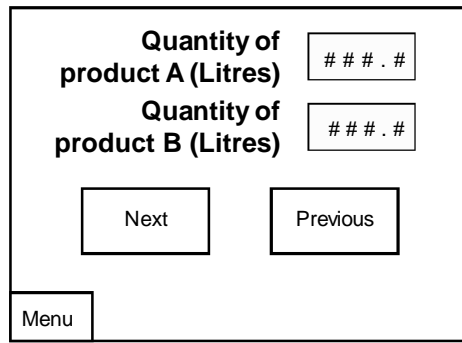 Quantity of
product A (Litres)
# # # . #
Quantity of
product B (Litres)
# # # . #
Next
Previous
Menu